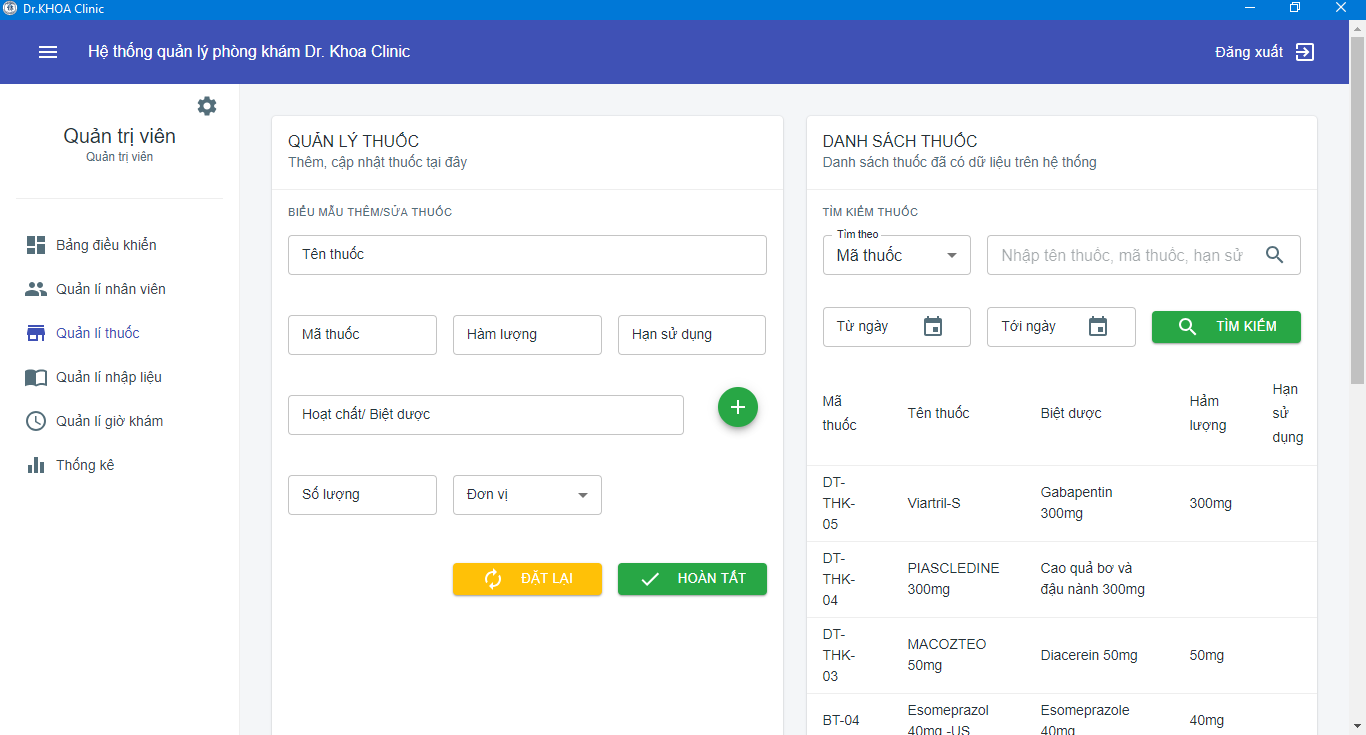 Dr.KHOA Clinic
Hệ thống quản lý phòng khám Dr. Khoa Clinic
Đăng xuất
Quản trị viên
Quản trị viên
Bảng điều khiển
Quản lí nhân viên
Quản lí thuốc
Quản lí nhập liệu
Quản lí giờ khám
Thống kê
QUẢN LÝ THUỐC
Thêm, cập nhật thuốc tại đây
BIỂU MẪU THÊM/SỬA THUỐC
Tên thuốc
Mã thuốc
Hàm lượng
Hạn sử dụng
Hoạt chất/ Biệt dược
Số lượng
Đơn vị
ĐẶT LẠI
HOÀN TẤT
DANH SÁCH THUỐC
Danh sách thuốc đã có dữ liệu trên hệ thống
TÌM KIẾM THUỐC
Tìm theo
Mã thuốc
Nhập tên thuốc, mã thuốc, hạn sử
Từ ngày
Tới ngày
TÌM KIẾM
Mã
thuốc
Tên thuốc
Biệt dược
Hảm
lượng
Hạn
sử
dụng
DT-
THK-
05
Viartril-S
Gabapentin
300mg
300mg
DT-
THK-
04
PIASCLEDINE
300mg
Cao quả bơ và
đậu nành 300mg
DT-
THK-
03
MACOZTEO
50mg
Diacerein 50mg
50mg
BT-04
Esomeprazol
40mg -US
Esomeprazole
40mg
40mg